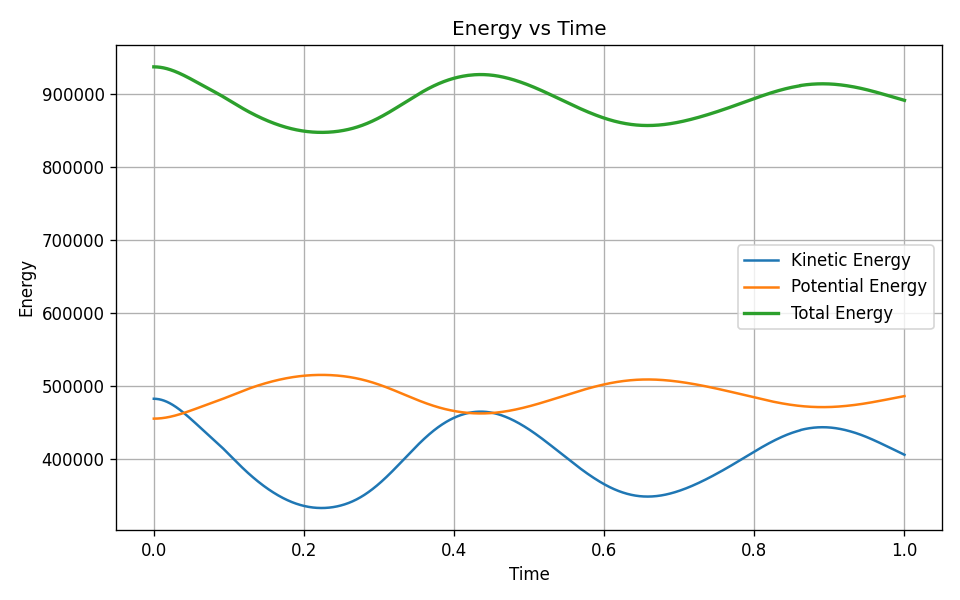 Energy vs Time
Energy
900000
800000
700000
600000
500000
400000
Kinetic Energy
Potential Energy
Total Energy
0.0 0.2 0.4 0.6 0.8 1.0
Time